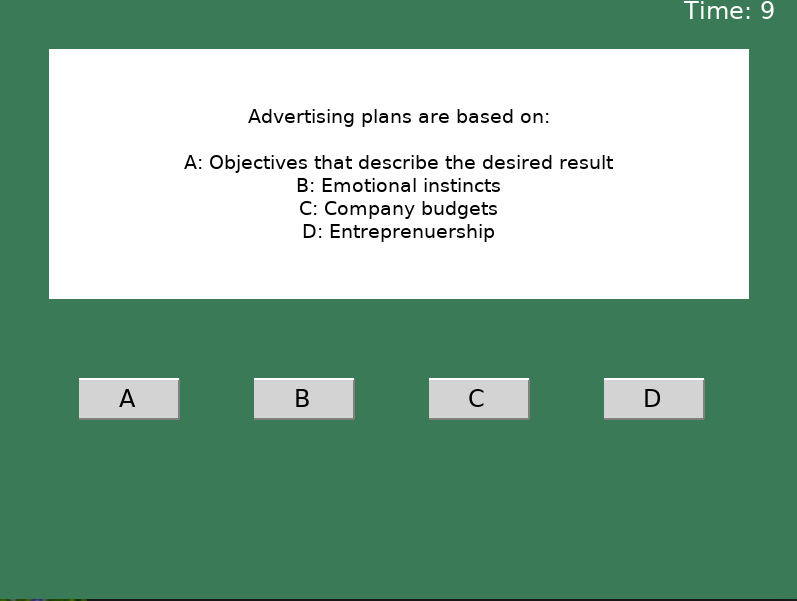 Time: 9
Advertising plans are based on:
A: Objectives that describe the desired result
B: Emotional instincts
C: Company budgets
D: Entreprenuership
A
B
C
D